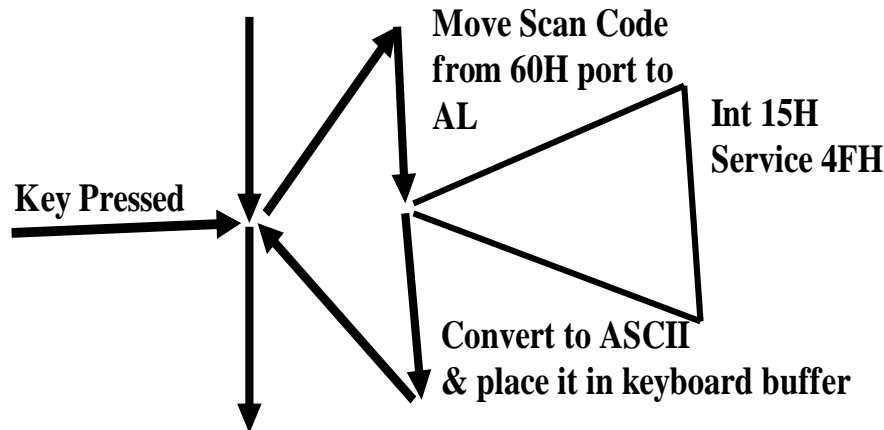 Move Scan Code
from 60H port to
AL
Int 15H
Service 4FH
Key Pressed
Convert to ASCII
& place it in keyboard buffer